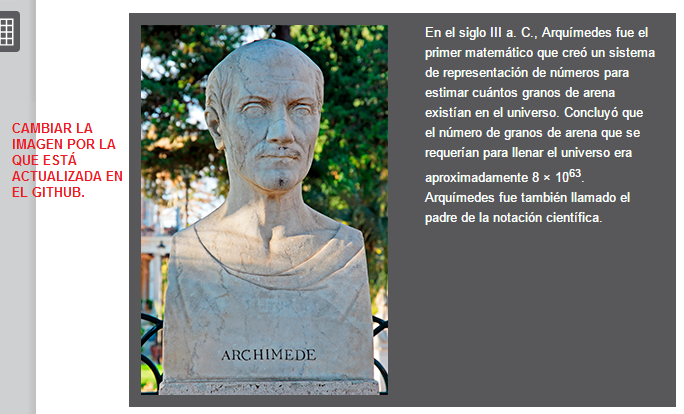 CAMBIAR LA
IMAGEN POR LA
QUE ESTÁ
ACTUALIZADA EN
EL GITHUB.
ARCHIMEDE
En el siglo III a. C., Arquímedes fue el
primer matemático que creó un sistema
de representación de números para
estimar cuántos granos de arena
existían en el universo. Concluyó que
el número de granos de arena que se
requerían para llenar el universo era
aproximadamente 8 × 10⁶³.
Arquímedes fue también llamado el
padre de la notación científica.